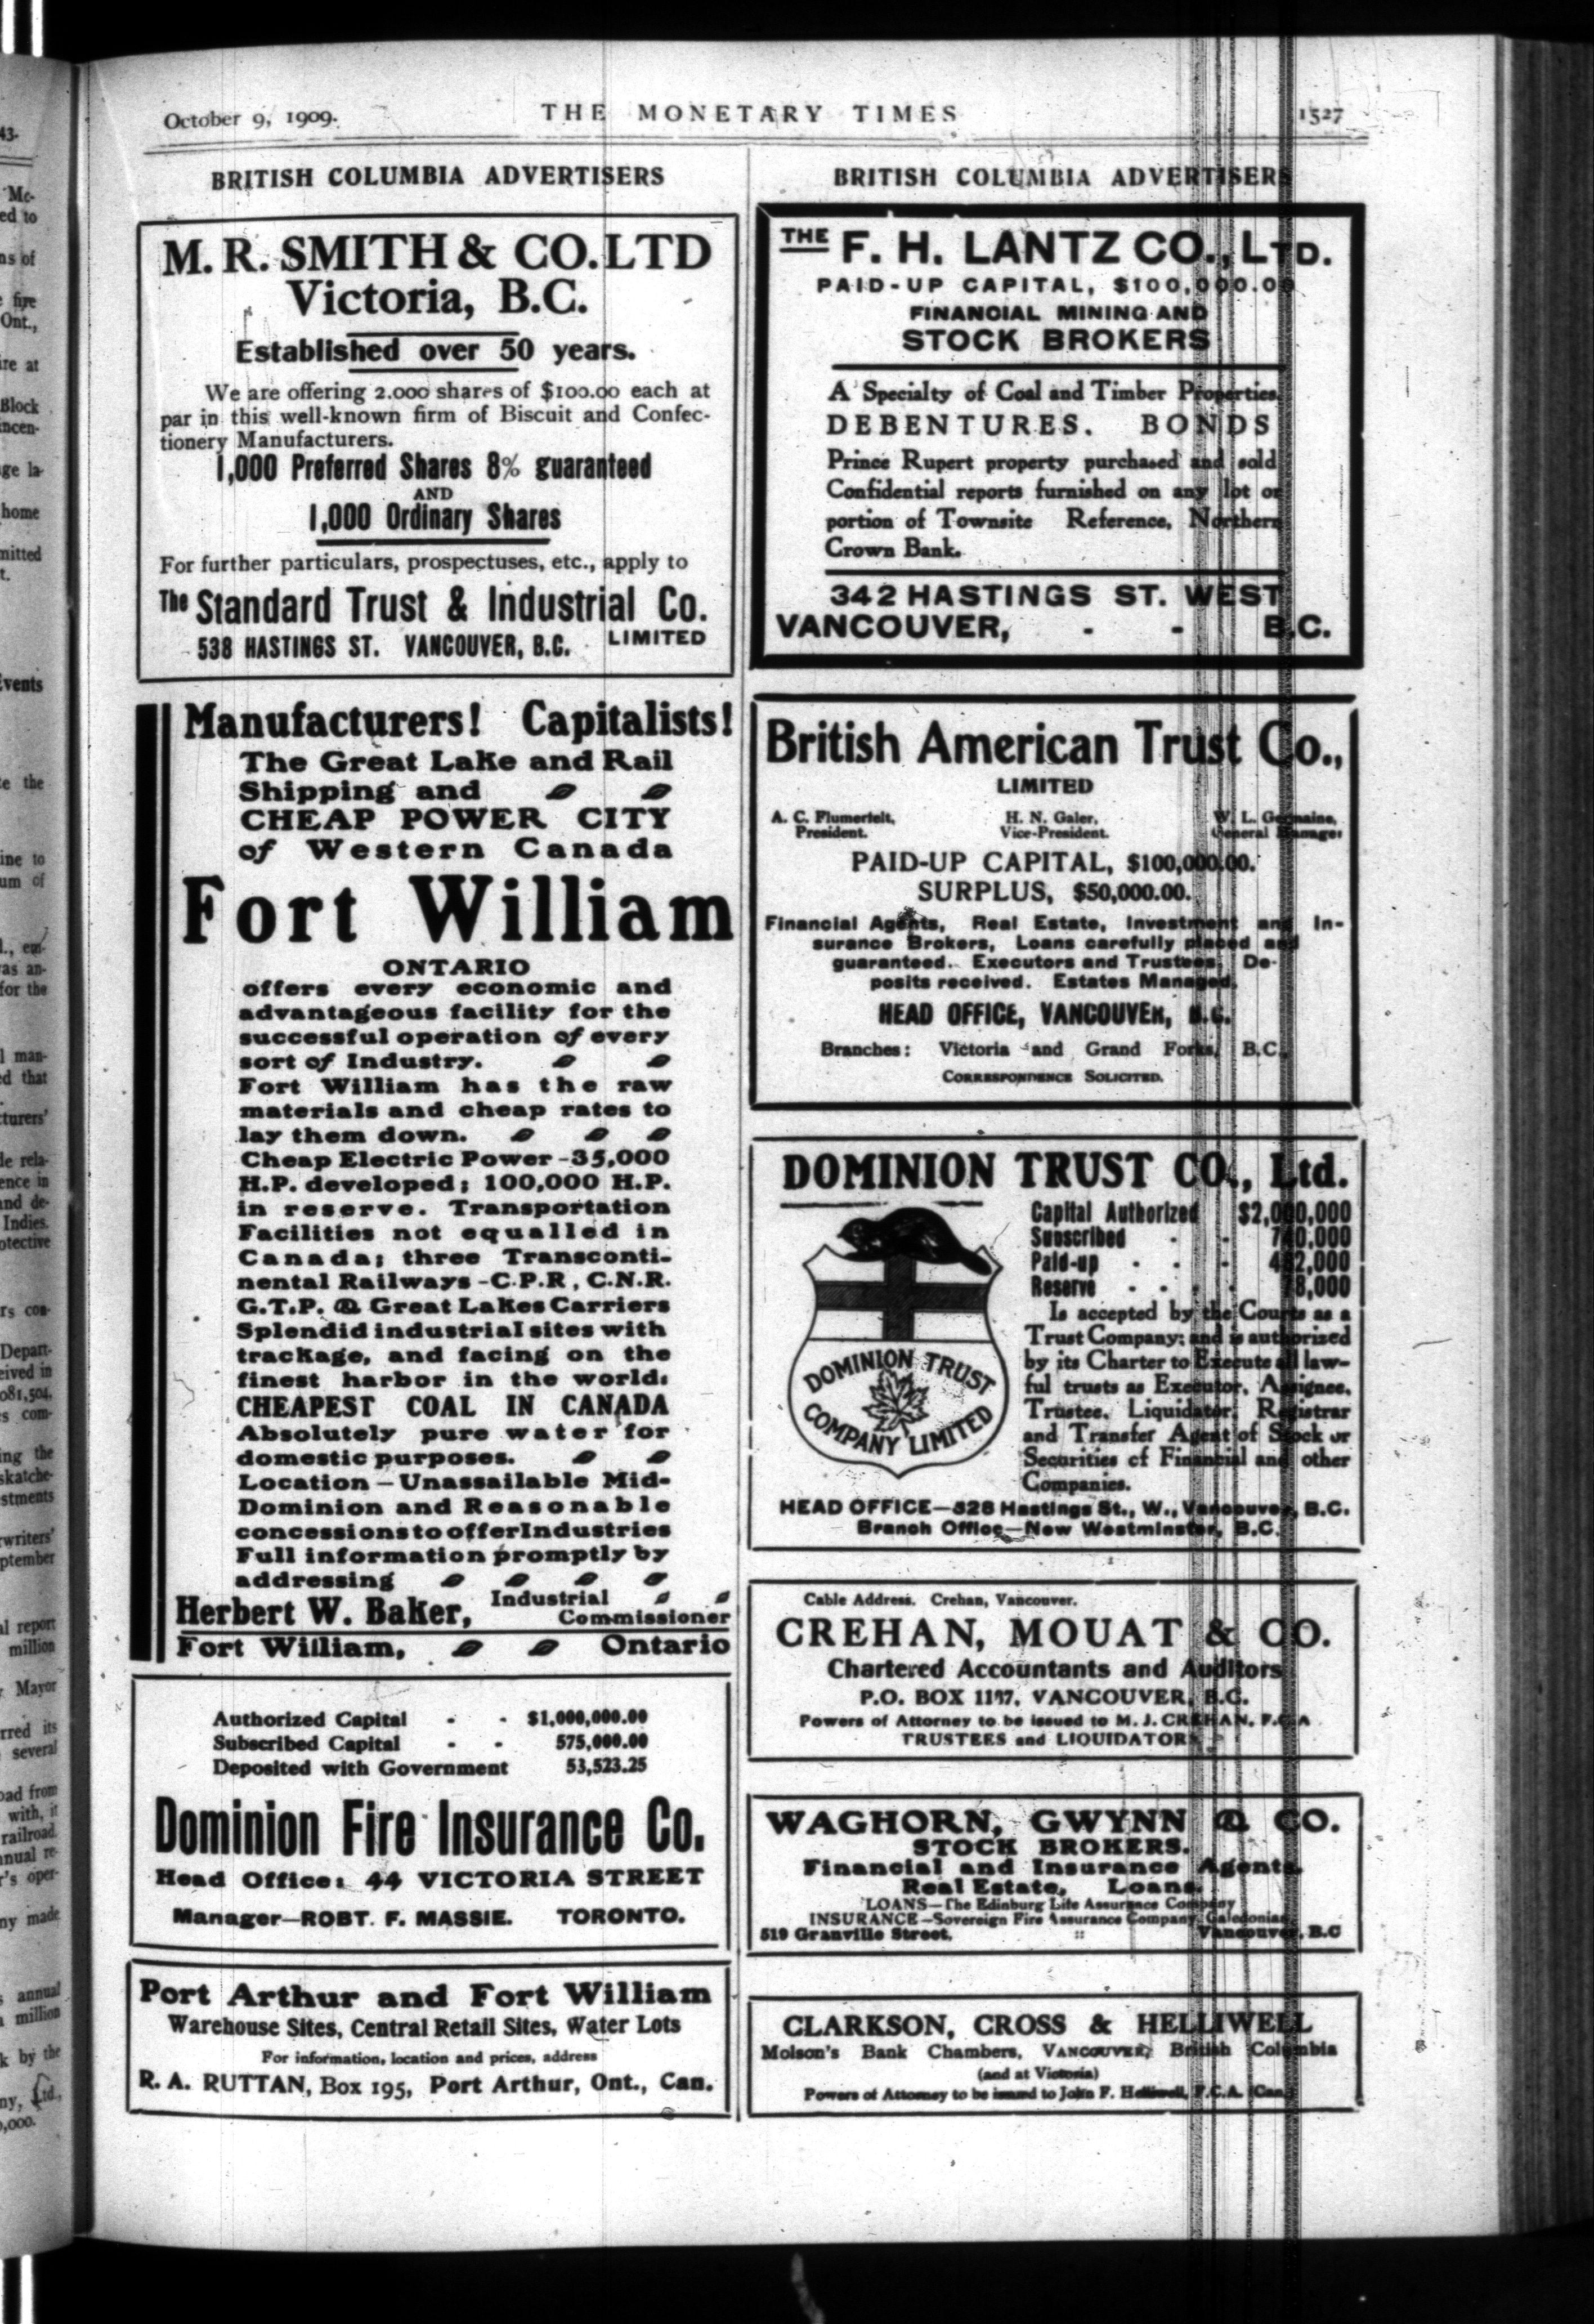 October 9, 1909.
THE MONETARY TIMES
1527
BRITISH COLUMBIA ADVERTISERS
M. R. SMITH & CO. LTD
Victoria, B.C.
Established over 50 years.
We are offering 2.000 shares of $100.00 each at
par in this well-known firm of Biscuit and Confec-
tionery Manufacturers.
1,000 Preferred Shares 8% guaranteed
AND
1,000 Ordinary Shares
For further particulars, prospectuses, etc., apply to
The Standard Trust & Industrial Co.
538 HASTINGS ST. VANCOUVER, B.C. LIMITED
Manufacturers! Capitalists!
The Great Lake and Rail
Shipping and
CHEAP POWER CITY
of Western Canada
Fort William
ONTARIO
offers every economic and
advantageous facility for the
successful operation of every
sort of Industry.
Fort William has the raw
materials and cheap rates to
lay them down.
Cheap Electric Power-35,000
H.P. developed; 100,000 H.P.
in reserve. Transportation
Facilities not equalled in
Canada; three Transconti-
nental Railways-C.P.R, C.N.R.
G.T.P. & Great Lakes Carriers
Splendid industrial sites with
trackage, and facing on the
finest harbor in the world.
CHEAPEST COAL IN CANADA
Absolutely pure water for
domestic purposes.
Location—Unassailable Mid-
Dominion and Reasonable
concessions to offer Industries
Full information promptly by
addressing
Herbert W. Baker, Industrial Commissioner
Fort William, Ontario
Authorized Capital - - $1,000,000.00
Subscribed Capital - - 575,000.00
Deposited with Government 53,523.25
Dominion Fire Insurance Co.
Head Office: 44 VICTORIA STREET
Manager—ROBT. F. MASSIE. TORONTO.
Port Arthur and Fort William
Warehouse Sites, Central Retail Sites, Water Lots
For information, location and prices, address
R. A. RUTTAN, Box 195, Port Arthur, Ont., Can.
BRITISH COLUMBIA ADVERTISERS
THE F. H. LANTZ CO., LTD.
PAID-UP CAPITAL, $100,000.00
FINANCIAL MINING AND
STOCK BROKERS
A Specialty of Coal and Timber Properties.
DEBENTURES. BONDS
Prince Rupert property purchased and sold
Confidential reports furnished on any lot or
portion of Townsite Reference, Northern
Crown Bank.
342 HASTINGS ST. WEST
VANCOUVER, - - B.C.
British American Trust Co.,
LIMITED
A. C. Flumerfelt, H. N. Galer, W. L. Germaine,
President. Vice-President. General Manager
PAID-UP CAPITAL, $100,000.00.
SURPLUS, $50,000.00.
Financial Agents, Real Estate, Investment and In-
surance Brokers, Loans carefully placed and
guaranteed. Executors and Trustees. De-
posits received. Estates Managed.
HEAD OFFICE, VANCOUVER, B.C.
Branches: Victoria and Grand Forks, B.C.
CORRESPONDENCE SOLICITED.
DOMINION TRUST CO., Ltd.
Capital Authorized $2,000,000
Subscribed - -
Paid-up - - -
Reserve - - -
DOMINION TRUST
COMPANY LIMITED
Is accepted by the Courts as a
Trust Company; and is authorized
by its Charter to Execute all law-
ful trusts as Executor, Assignee,
Trustee, Liquidator, Registrar
and Transfer Agent of Stock or
Securities of Financial and other
Companies.
HEAD OFFICE—328 Hastings St., W., Vancouver, B.C.
Branch Office—New Westminster, B.C.
Cable Address. Crehan, Vancouver.
CREHAN, MOUAT & CO.
Chartered Accountants and Auditors
P.O. BOX VANCOUVER, B.C.
Powers of Attorney to be issued to M. J. CREHAN, F.C.A
TRUSTEES and LIQUIDATORS
WAGHORN, GWYNN & CO.
STOCK BROKERS.
Financial and Insurance Agents.
Real Estate, Loans.
LOANS—The Edinburg Life Assurance Company
INSURANCE—Sovereign Fire Assurance Company; Caledonian
519 Granville Street, Vancouver, B.C
CLARKSON, CROSS & HELLIWELL
Molson's Bank Chambers, VANCOUVER, British Columbia
(and at Victoria)
Powers of Attorney to be issued to John F. Helliwell, F.C.A. (Can.)